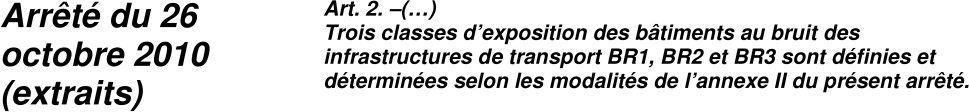 Arrêté du 26
octobre 2010
(extraits)
Art. 2. –(…)
Trois classes d’exposition des bâtiments au bruit des
infrastructures de transport BR1, BR2 et BR3 sont définies et
déterminées selon les modalités de l’annexe II du présent arrêté.